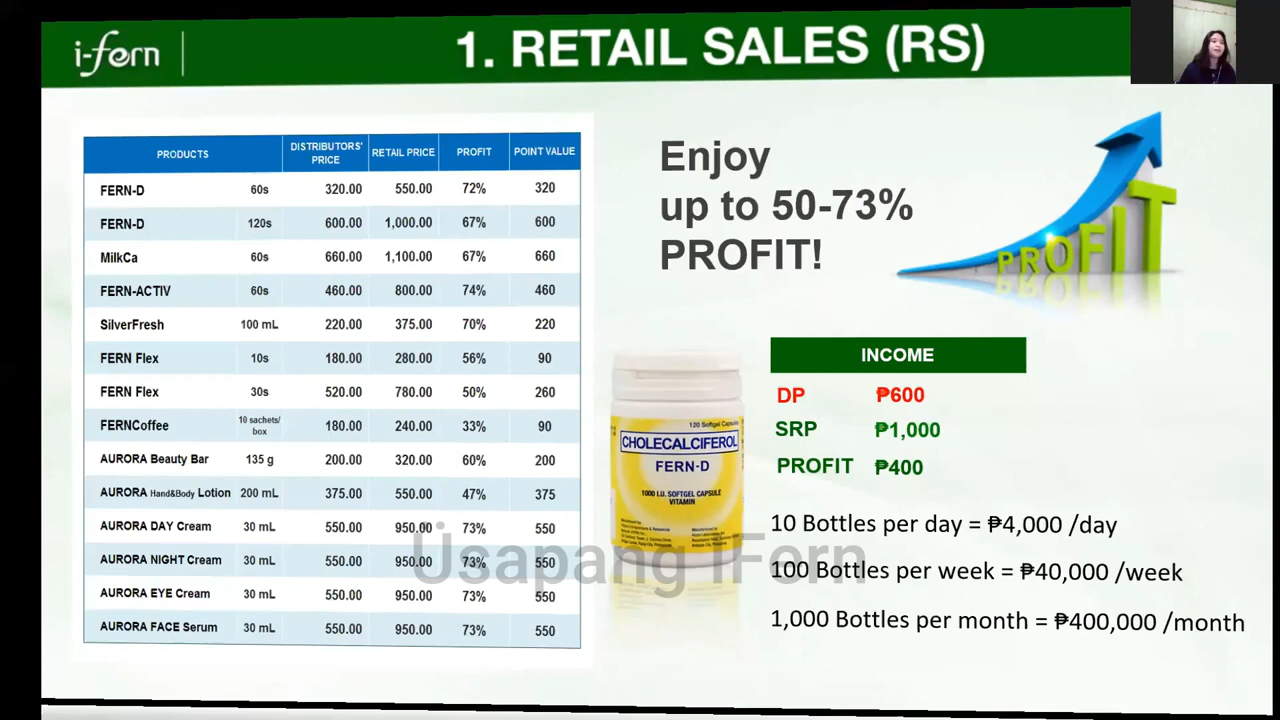 i-fern
1. RETAIL SALES (RS)
PRODUCTS DISTRIBUTORS' PRICE RETAIL PRICE PROFIT POINT VALUE
FERN-D 60s 320.00 550.00 72% 320
FERN-D 120s 600.00 1,000.00 67% 600
MilkCa 60s 660.00 1,100.00 67% 660
FERN-ACTIV 60s 460.00 800.00 74% 460
SilverFresh 100 mL 220.00 375.00 70% 220
FERN Flex 10s 180.00 280.00 56% 90
FERN Flex 30s 520.00 780.00 50% 260
FERNCoffee 10 sachets/ box 180.00 240.00 33% 90
AURORA Beauty Bar 135 g 200.00 320.00 60% 200
AURORA Hand&Body Lotion 200 mL 375.00 550.00 47% 375
AURORA DAY Cream 30 mL 550.00 950.00 73% 550
AURORA NIGHT Cream 30 mL 550.00 950.00 73% 550
AURORA EYE Cream 30 mL 550.00 950.00 73% 550
AURORA FACE Serum 30 mL 550.00 950.00 73% 550
Enjoy
up to 50-73%
PROFIT!
PROFIT
120 Softgel Capsules
CHOLECALCIFEROL
FERN-D
1000 I.U. SOFTGEL CAPSULE
VITAMIN
INCOME
DP ₱600
SRP ₱1,000
PROFIT ₱400
10 Bottles per day = ₱4,000 /day
100 Bottles per week = ₱40,000 /week
1,000 Bottles per month = ₱400,000 /month
Usapang iFern